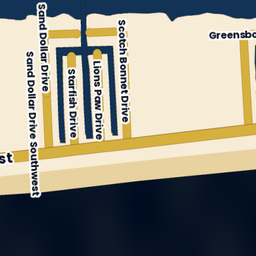 Sand Dollar Drive
Scotch Bonnet Drive
Greensbo
Sand Dollar Drive Southwest
Starfish Drive
Lions Paw Drive
st